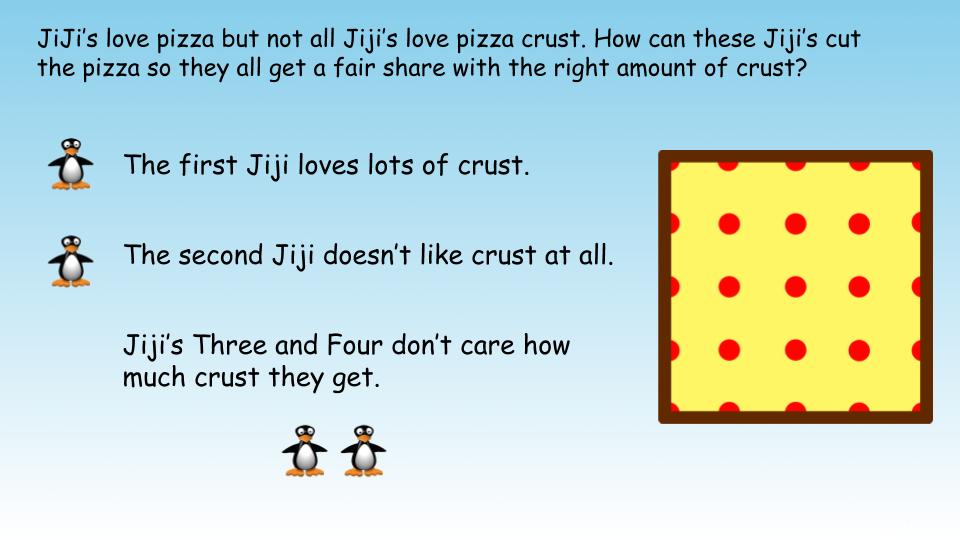 JiJi’s love pizza but not all Jiji’s love pizza crust. How can these Jiji’s cut
the pizza so they all get a fair share with the right amount of crust?
The first Jiji loves lots of crust.
The second Jiji doesn’t like crust at all.
Jiji’s Three and Four don’t care how
much crust they get.